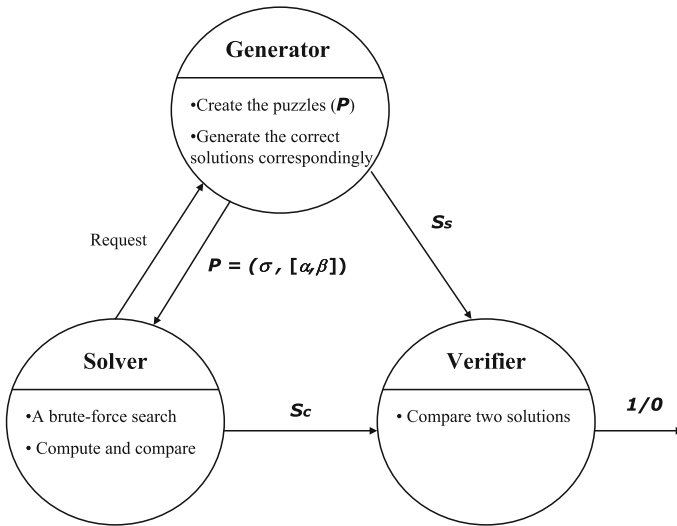 Generator
•Create the puzzles (P)
•Generate the correct
solutions correspondingly
Request
Ss
P = (σ , [α,β])
Solver
•A brute-force search
• Compute and compare
Sc
Verifier
• Compare two solutions
1/0